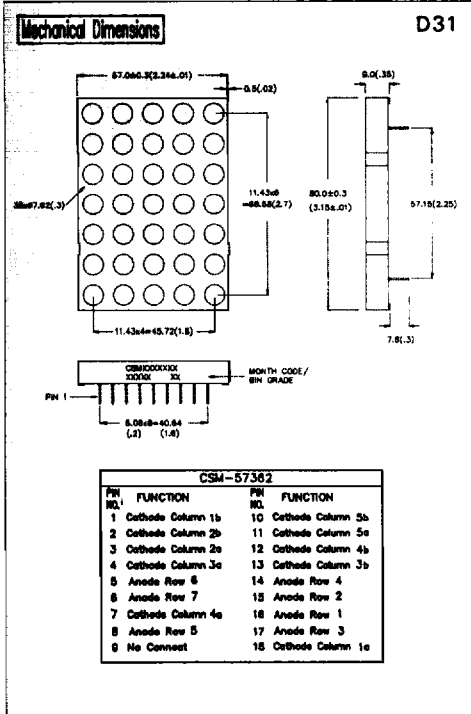 Mechanical Dimensions
D31
57.0±0.3(2.24±.01)
0.5(.02)
9.0(.35)
11.43x6
=68.58(2.7)
80.0±0.3
(3.15±.01)
57.15(2.25)
7.6(.3)
11.43x4=45.72(1.8)
MONTH CODE/
BIN GRADE
PIN 1
5.08x8=40.64
(.2) (1.6)
CSM-57362
PIN NO. FUNCTION PIN NO. FUNCTION
1 Cathode Column 1b 10 Cathode Column 5b
2 Cathode Column 2b 11 Cathode Column 5a
3 Cathode Column 2a 12 Cathode Column 4b
4 Cathode Column 3a 13 Cathode Column 3b
5 Anode Row 6 14 Anode Row 4
6 Anode Row 7 15 Anode Row 2
7 Cathode Column 4a 16 Anode Row 1
8 Anode Row 5 17 Anode Row 3
9 No Connect 18 Cathode Column 1a